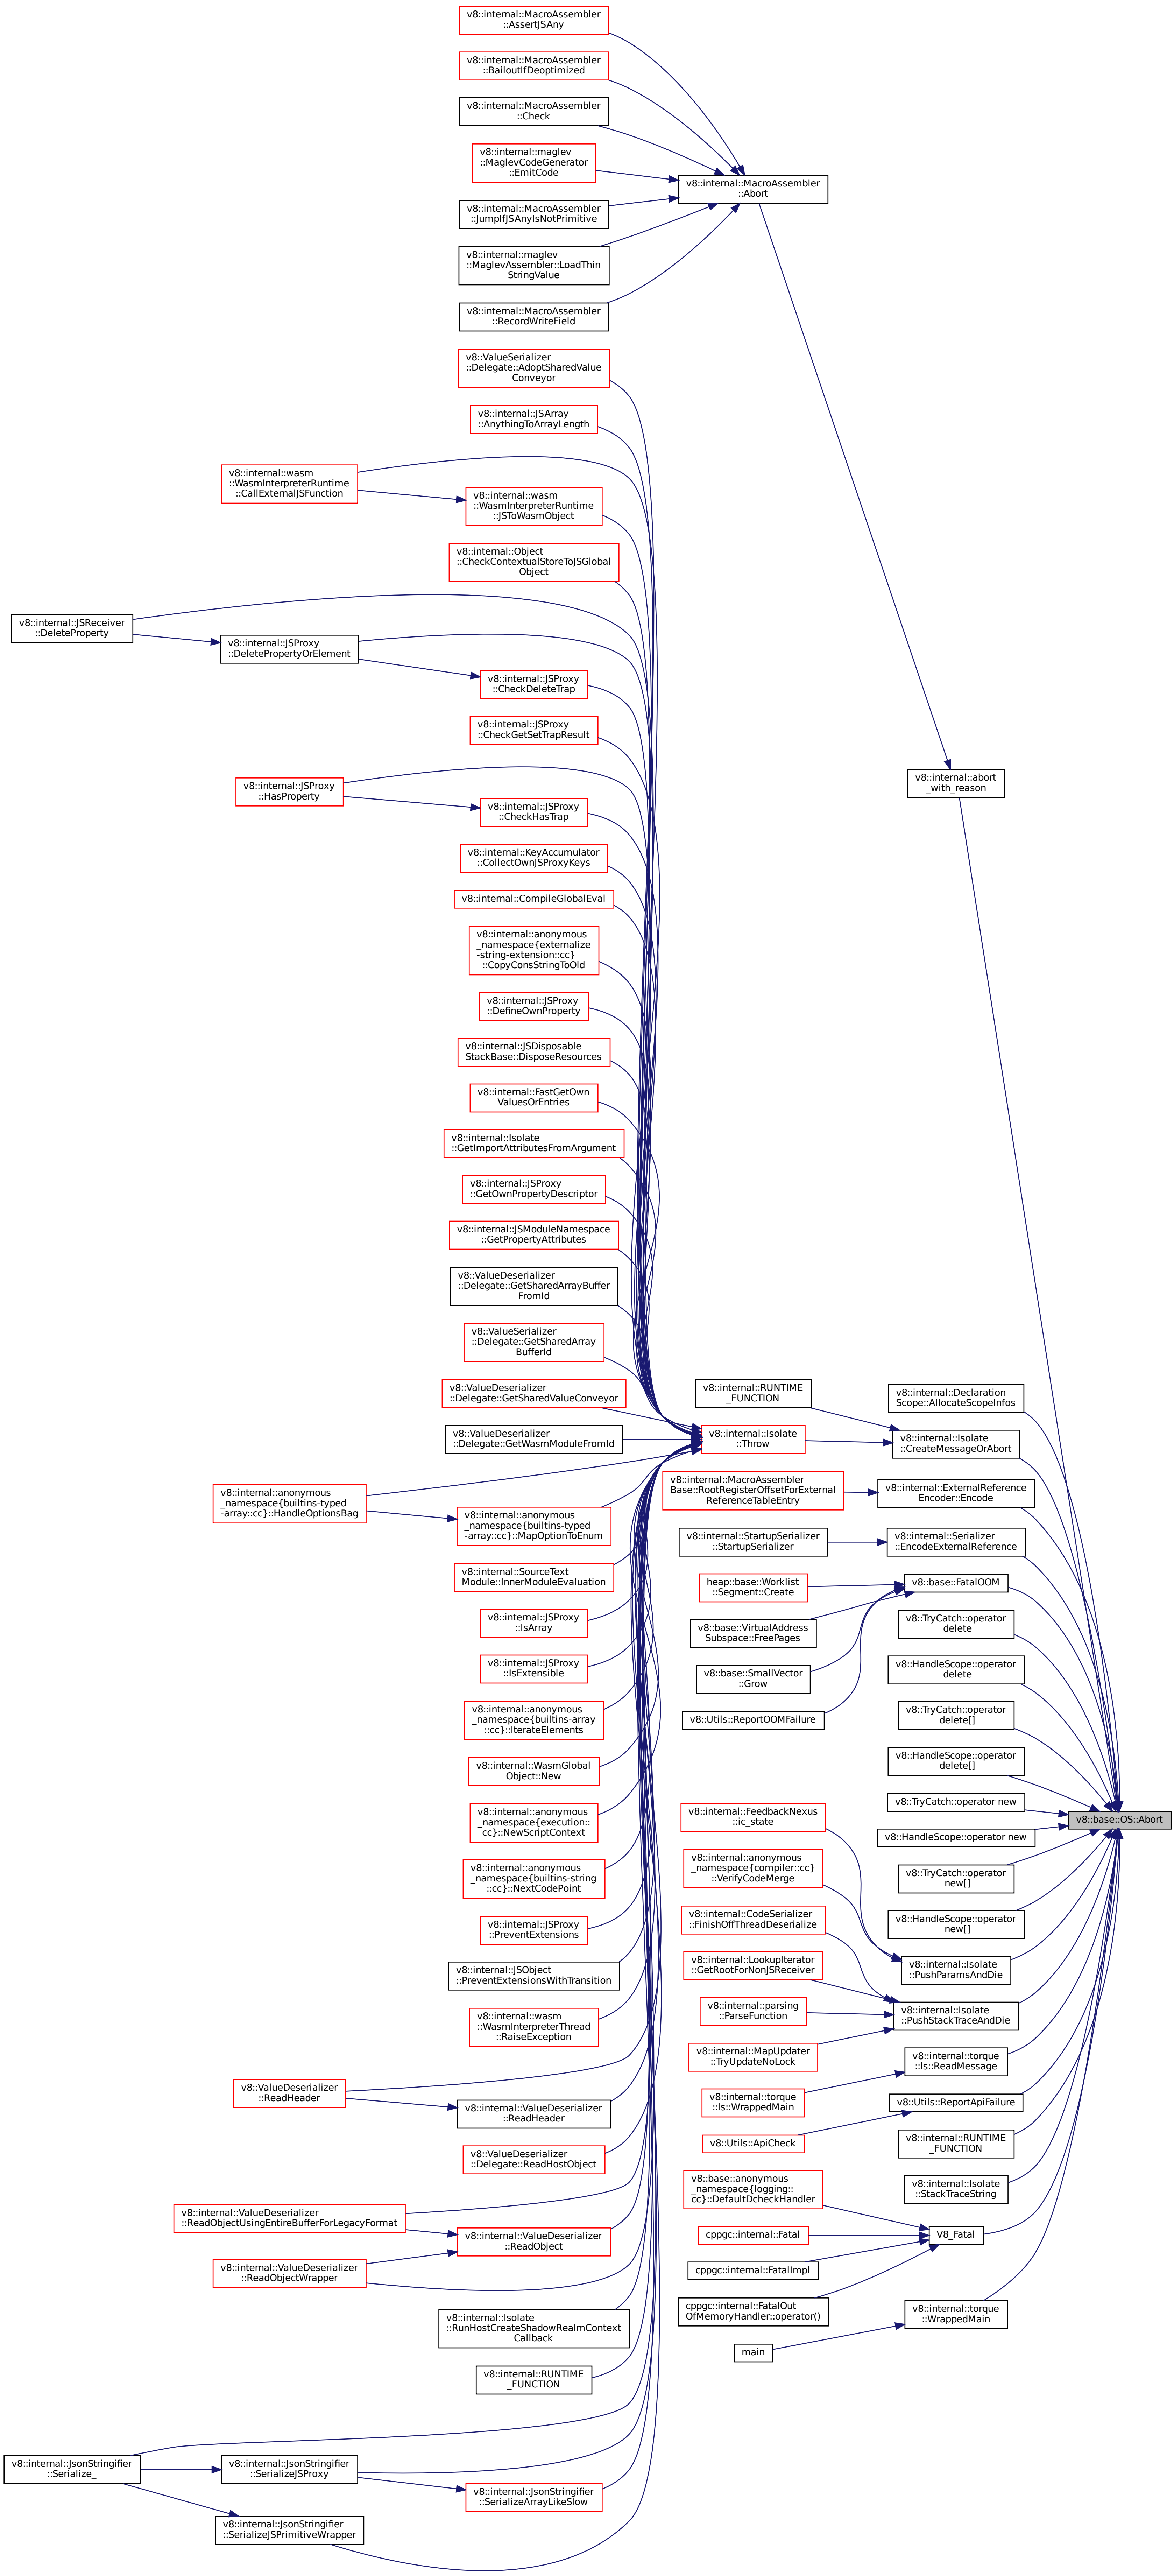 v8::internal::MacroAssembler
::AssertJSAny
v8::internal::MacroAssembler
::BailoutIfDeoptimized
v8::internal::MacroAssembler
::Check
v8::internal::maglev
::MaglevCodeGenerator
::EmitCode
v8::internal::MacroAssembler
::Abort
v8::internal::MacroAssembler
::JumpIfJSAnyIsNotPrimitive
v8::internal::maglev
::MaglevAssembler::LoadThin
StringValue
v8::internal::MacroAssembler
::RecordWriteField
v8::ValueSerializer
::Delegate::AdoptSharedValue
Conveyor
v8::internal::JSArray
::AnythingToArrayLength
v8::internal::wasm
::WasmInterpreterRuntime
::CallExternalJSFunction
v8::internal::wasm
::WasmInterpreterRuntime
::JSToWasmObject
v8::internal::Object
::CheckContextualStoreToJSGlobal
Object
v8::internal::JSReceiver
::DeleteProperty
v8::internal::JSProxy
::DeletePropertyOrElement
v8::internal::JSProxy
::CheckDeleteTrap
v8::internal::JSProxy
::CheckGetSetTrapResult
v8::internal::abort
_with_reason
v8::internal::JSProxy
::HasProperty
v8::internal::JSProxy
::CheckHasTrap
v8::internal::KeyAccumulator
::CollectOwnJSProxyKeys
v8::internal::CompileGlobalEval
v8::internal::anonymous
_namespace{externalize
-string-extension::cc}
::CopyConsStringToOld
v8::internal::JSProxy
::DefineOwnProperty
v8::internal::JSDisposable
StackBase::DisposeResources
v8::internal::FastGetOwn
ValuesOrEntries
v8::internal::Isolate
::GetImportAttributesFromArgument
v8::internal::JSProxy
::GetOwnPropertyDescriptor
v8::internal::JSModuleNamespace
::GetPropertyAttributes
v8::ValueDeserializer
::Delegate::GetSharedArrayBuffer
FromId
v8::ValueSerializer
::Delegate::GetSharedArray
BufferId
v8::ValueDeserializer
::Delegate::GetSharedValueConveyor
v8::internal::RUNTIME
_FUNCTION
v8::internal::Declaration
Scope::AllocateScopeInfos
v8::ValueDeserializer
::Delegate::GetWasmModuleFromId
v8::internal::Isolate
::Throw
v8::internal::Isolate
::CreateMessageOrAbort
v8::internal::anonymous
_namespace{builtins-typed
-array::cc}::HandleOptionsBag
v8::internal::anonymous
_namespace{builtins-typed
-array::cc}::MapOptionToEnum
v8::internal::MacroAssembler
Base::RootRegisterOffsetForExternal
ReferenceTableEntry
v8::internal::ExternalReference
Encoder::Encode
v8::internal::StartupSerializer
::StartupSerializer
v8::internal::Serializer
::EncodeExternalReference
v8::internal::SourceText
Module::InnerModuleEvaluation
heap::base::Worklist
::Segment::Create
v8::base::FatalOOM
v8::internal::JSProxy
::IsArray
v8::base::VirtualAddress
Subspace::FreePages
v8::TryCatch::operator
delete
v8::internal::JSProxy
::IsExtensible
v8::base::SmallVector
::Grow
v8::HandleScope::operator
delete
v8::internal::anonymous
_namespace{builtins-array
::cc}::IterateElements
v8::Utils::ReportOOMFailure
v8::TryCatch::operator
delete[]
v8::internal::WasmGlobal
Object::New
v8::HandleScope::operator
delete[]
v8::internal::anonymous
_namespace{execution::
cc}::NewScriptContext
v8::internal::FeedbackNexus
::ic_state
v8::TryCatch::operator new
v8::base::OS::Abort
v8::HandleScope::operator new
v8::internal::anonymous
_namespace{builtins-string
::cc}::NextCodePoint
v8::internal::anonymous
_namespace{compiler::cc}
::VerifyCodeMerge
v8::TryCatch::operator
new[]
v8::internal::JSProxy
::PreventExtensions
v8::internal::CodeSerializer
::FinishOffThreadDeserialize
v8::HandleScope::operator
new[]
v8::internal::JSObject
::PreventExtensionsWithTransition
v8::internal::LookupIterator
::GetRootForNonJSReceiver
v8::internal::Isolate
::PushParamsAndDie
v8::internal::wasm
::WasmInterpreterThread
::RaiseException
v8::internal::parsing
::ParseFunction
v8::internal::Isolate
::PushStackTraceAndDie
v8::internal::MapUpdater
::TryUpdateNoLock
v8::internal::torque
::ls::ReadMessage
v8::ValueDeserializer
::ReadHeader
v8::internal::ValueDeserializer
::ReadHeader
v8::internal::torque
::ls::WrappedMain
v8::Utils::ReportApiFailure
v8::ValueDeserializer
::Delegate::ReadHostObject
v8::Utils::ApiCheck
v8::internal::RUNTIME
_FUNCTION
v8::internal::ValueDeserializer
::ReadObjectUsingEntireBufferForLegacyFormat
v8::base::anonymous
_namespace{logging::
cc}::DefaultDcheckHandler
v8::internal::Isolate
::StackTraceString
v8::internal::ValueDeserializer
::ReadObject
cppgc::internal::Fatal
V8_Fatal
v8::internal::ValueDeserializer
::ReadObjectWrapper
cppgc::internal::FatalImpl
v8::internal::Isolate
::RunHostCreateShadowRealmContext
Callback
cppgc::internal::FatalOut
OfMemoryHandler::operator()
v8::internal::torque
::WrappedMain
main
v8::internal::RUNTIME
_FUNCTION
v8::internal::JsonStringifier
::Serialize_
v8::internal::JsonStringifier
::SerializeJSProxy
v8::internal::JsonStringifier
::SerializeArrayLikeSlow
v8::internal::JsonStringifier
::SerializeJSPrimitiveWrapper